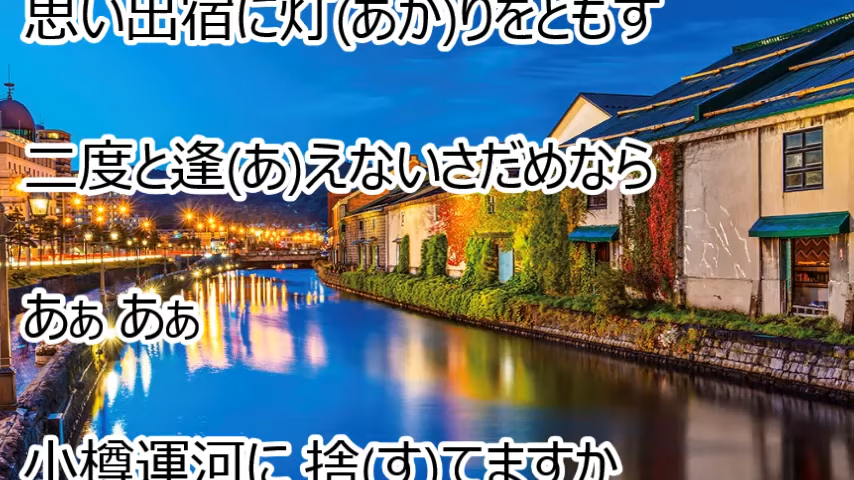 思い出宿に灯(あか)りをともす
二度と逢(あ)えないさだめなら
あぁ あぁ
小樽運河に 捨(す)てますか